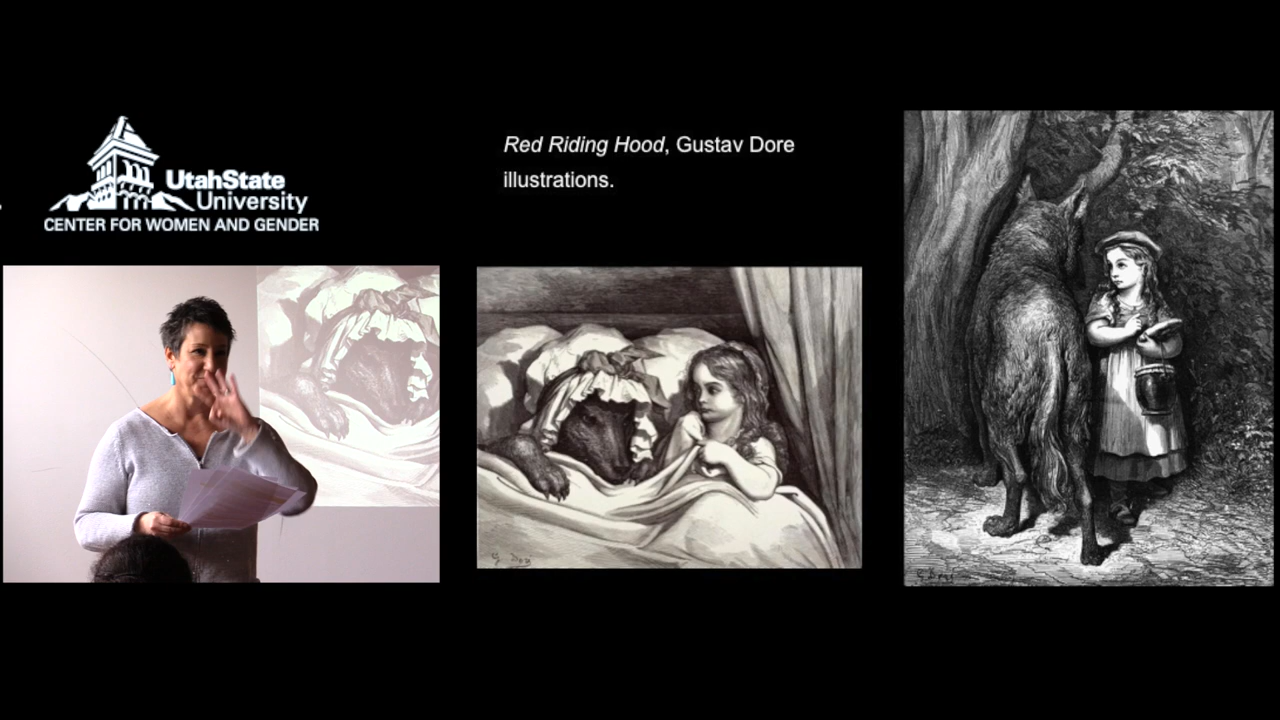 UtahState
University
CENTER FOR WOMEN AND GENDER
Red Riding Hood, Gustav Dore
illustrations.